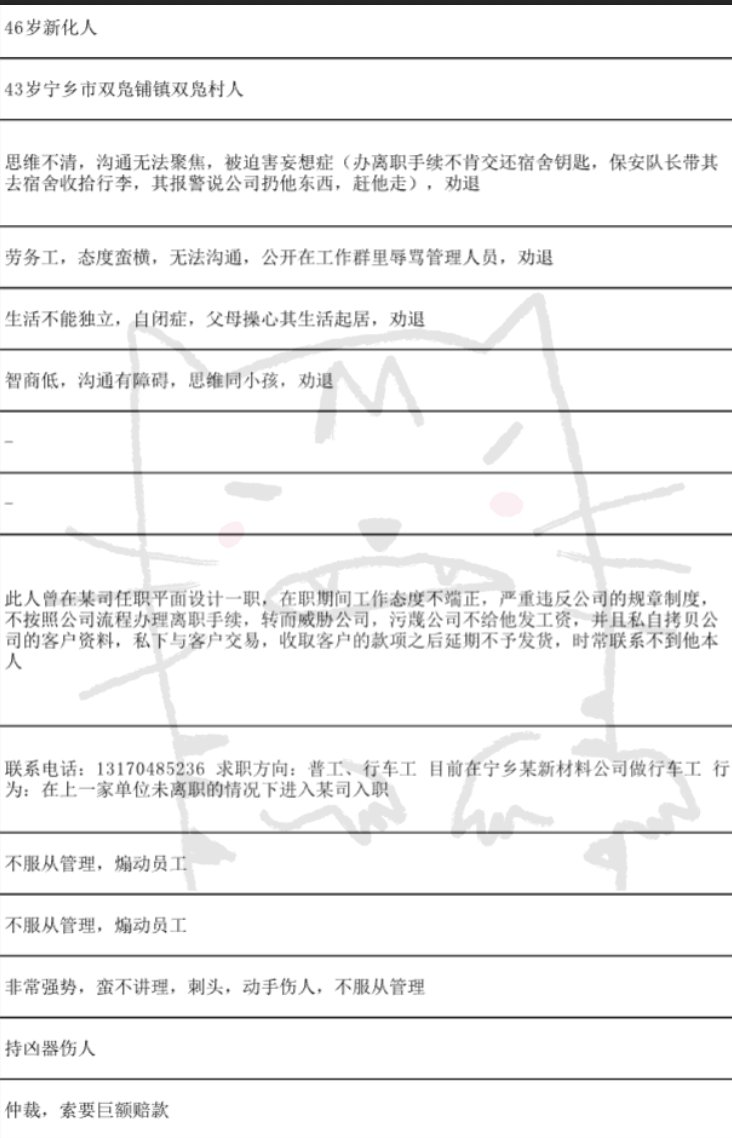 46岁新化人
43岁宁乡市双凫铺镇双凫村人
思维不清，沟通无法聚焦，被迫害妄想症（办离职手续不肯交还宿舍钥匙，保安队长带其
去宿舍收拾行李，其报警说公司扔他东西，赶他走），劝退
劳务工，态度蛮横，无法沟通，公开在工作群里辱骂管理人员，劝退
生活不能独立，自闭症，父母操心其生活起居，劝退
智商低，沟通有障碍，思维同小孩，劝退
-
-
此人曾在某司任职平面设计一职，在职期间工作态度不端正，严重违反公司的规章制度，
不按照公司流程办理离职手续，转而威胁公司，污蔑公司不给他发工资，并且私自拷贝公
司的客户资料，私下与客户交易，收取客户的款项之后延期不予发货，时常联系不到他本
人
联系电话：13170485236 求职方向：普工、行车工 目前在宁乡某新材料公司做行车工 行
为：在上一家单位未离职的情况下进入某司入职
不服从管理，煽动员工
不服从管理，煽动员工
非常强势，蛮不讲理，刺头，动手伤人，不服从管理
持凶器伤人
仲裁，索要巨额赔款